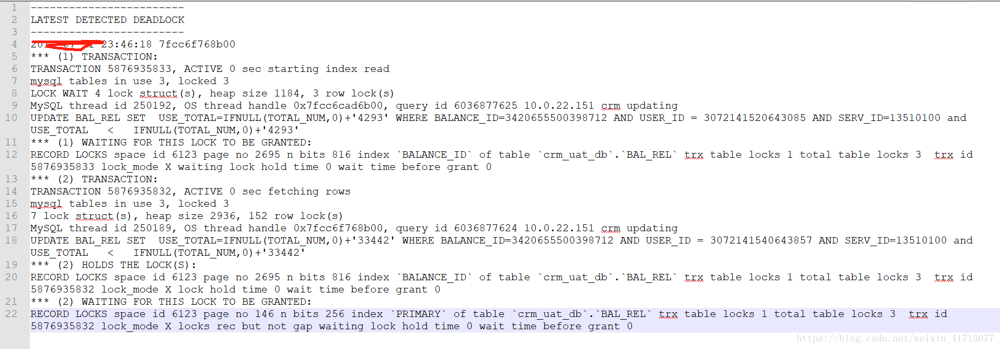 1 ------------------------
2 LATEST DETECTED DEADLOCK
3 ------------------------
4 23:46:18 7fcc6f768b00
5 *** (1) TRANSACTION:
6 TRANSACTION 5876935833, ACTIVE 0 sec starting index read
7 mysql tables in use 3, locked 3
8 LOCK WAIT 4 lock struct(s), heap size 1184, 3 row lock(s)
9 MySQL thread id 250192, OS thread handle 0x7fcc6cad6b00, query id 6036877625 10.0.22.151 crm updating
10 UPDATE BAL_REL SET  USE_TOTAL=IFNULL(TOTAL_NUM,0)+'4293' WHERE BALANCE_ID=3420655500398712 AND USER_ID = 3072141520643085 AND SERV_ID=13510100 and
USE_TOTAL   <   IFNULL(TOTAL_NUM,0)+'4293'
11 *** (1) WAITING FOR THIS LOCK TO BE GRANTED:
12 RECORD LOCKS space id 6123 page no 2695 n bits 816 index `BALANCE_ID` of table `crm_uat_db`.`BAL_REL` trx table locks 1 total table locks 3  trx id
5876935833 lock_mode X waiting lock hold time 0 wait time before grant 0
13 *** (2) TRANSACTION:
14 TRANSACTION 5876935832, ACTIVE 0 sec fetching rows
15 mysql tables in use 3, locked 3
16 7 lock struct(s), heap size 2936, 152 row lock(s)
17 MySQL thread id 250189, OS thread handle 0x7fcc6f768b00, query id 6036877624 10.0.22.151 crm updating
18 UPDATE BAL_REL SET  USE_TOTAL=IFNULL(TOTAL_NUM,0)+'33442' WHERE BALANCE_ID=3420655500398712 AND USER_ID = 3072141540643857 AND SERV_ID=13510100 and
USE_TOTAL   <   IFNULL(TOTAL_NUM,0)+'33442'
19 *** (2) HOLDS THE LOCK(S):
20 RECORD LOCKS space id 6123 page no 2695 n bits 816 index `BALANCE_ID` of table `crm_uat_db`.`BAL_REL` trx table locks 1 total table locks 3  trx id
5876935832 lock_mode X lock hold time 0 wait time before grant 0
21 *** (2) WAITING FOR THIS LOCK TO BE GRANTED:
22 RECORD LOCKS space id 6123 page no 146 n bits 256 index `PRIMARY` of table `crm_uat_db`.`BAL_REL` trx table locks 1 total table locks 3  trx id
5876935832 lock_mode X locks rec but not gap waiting lock hold time 0 wait time before grant 0
https://blog.csdn.net/weixin_41715077